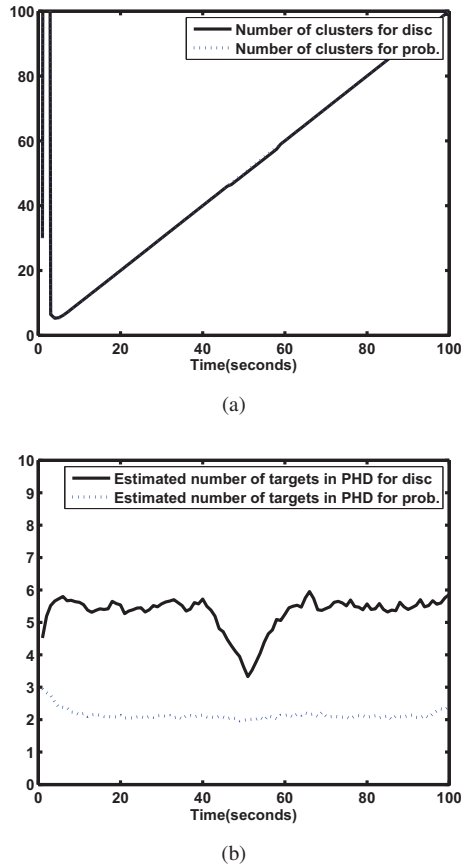 100
80
60
40
20
0
Number of clusters for disc
Number of clusters for prob.
0 20 40 60 80 100
Time(seconds)
(a)
10
9
8
7
6
5
4
3
2
1
0
Estimated number of targets in PHD for disc
Estimated number of targets in PHD for prob.
0 20 40 60 80 100
Time(seconds)
(b)